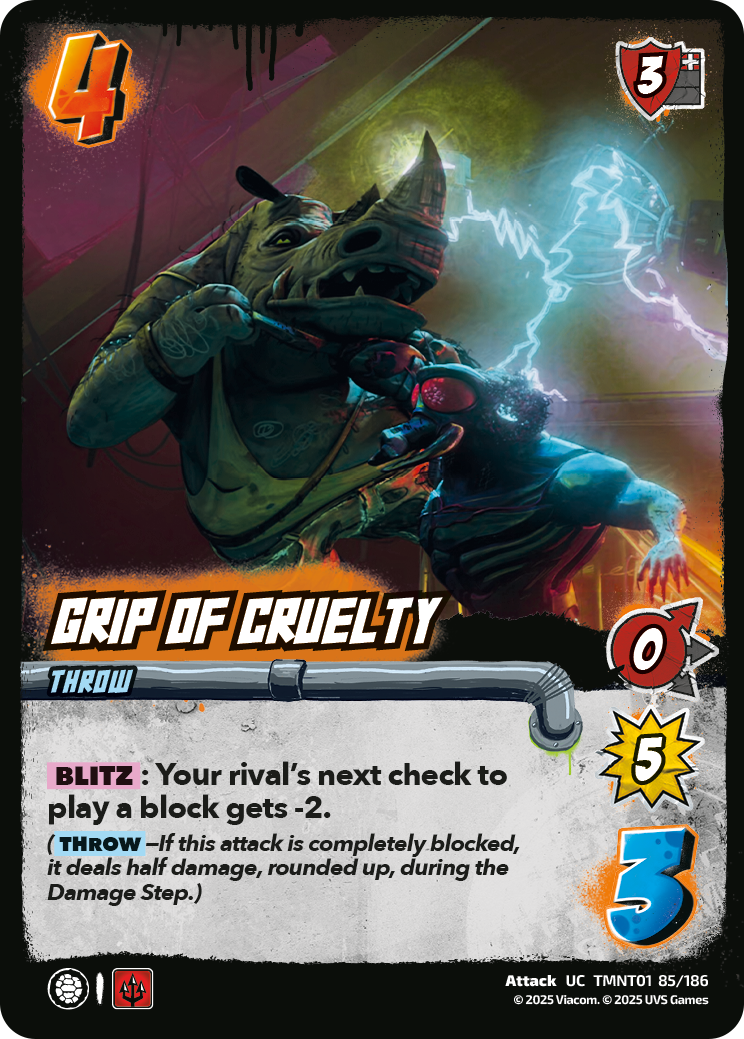 4
3
GRIP OF CRUELTY
THROW
0
BLITZ : Your rival's next check to
play a block gets -2.
5
(THROW—If this attack is completely blocked,
it deals half damage, rounded up, during the
Damage Step.)
3
Attack UC TMNT01 85/186
© 2025 Viacom. © 2025 UVS Games